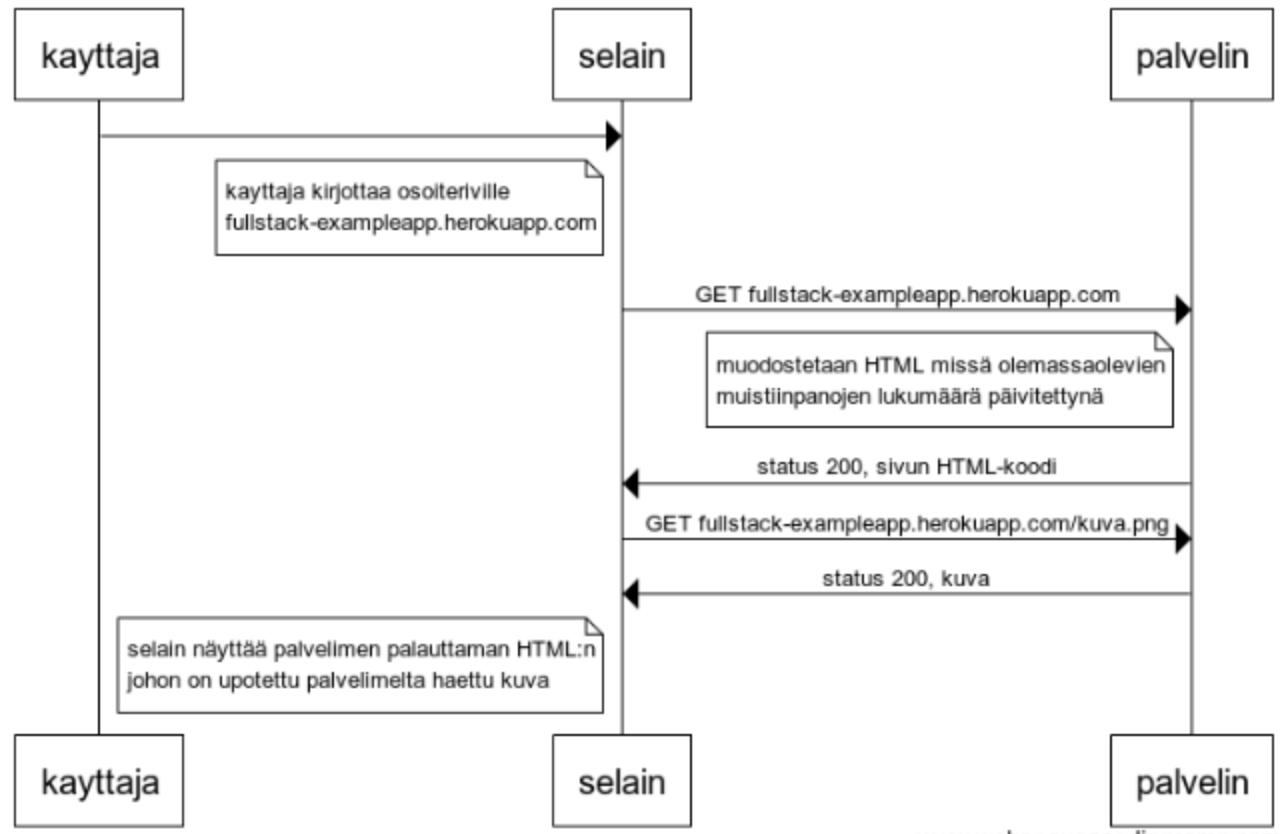 kayttaja
selain
palvelin
kayttaja kirjottaa osoiteriville
fullstack-exampleapp.herokuapp.com
GET fullstack-exampleapp.herokuapp.com
muodostetaan HTML missä olemassaolevien
muistiinpanojen lukumäärä päivitettynä
status 200, sivun HTML-koodi
GET fullstack-exampleapp.herokuapp.com/kuva.png
status 200, kuva
selain näyttää palvelimen palauttaman HTML:n
johon on upotettu palvelimelta haettu kuva
kayttaja
selain
palvelin